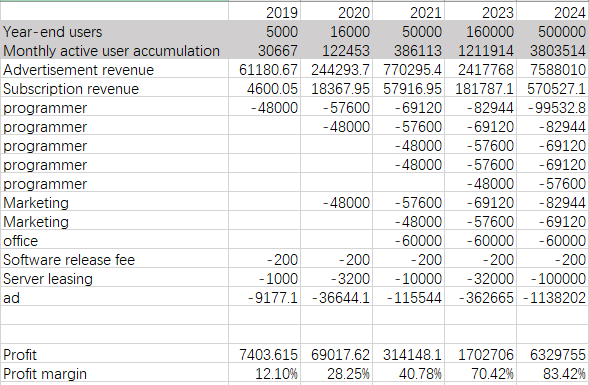 2019 2020 2021 2023 2024
Year-end users 5000 16000 50000 160000 500000
Monthly active user accumulation 30667 122453 386113 1211914 3803514
Advertisement revenue 61180.67 244293.7 770295.4 2417768 7588010
Subscription revenue 4600.05 18367.95 57916.95 181787.1 570527.1
programmer -48000 -57600 -69120 -82944 -99532.8
programmer -48000 -57600 -69120 -82944
programmer -48000 -57600 -69120
programmer -48000 -57600 -69120
programmer -48000 -57600
Marketing -48000 -57600 -69120 -82944
Marketing -48000 -57600 -69120
office -60000 -60000 -60000
Software release fee -200 -200 -200 -200 -200
Server leasing -1000 -3200 -10000 -32000 -100000
ad -9177.1 -36644.1 -115544 -362665 -1138202
Profit 7403.615 69017.62 314148.1 1702706 6329755
Profit margin 12.10% 28.25% 40.78% 70.42% 83.42%